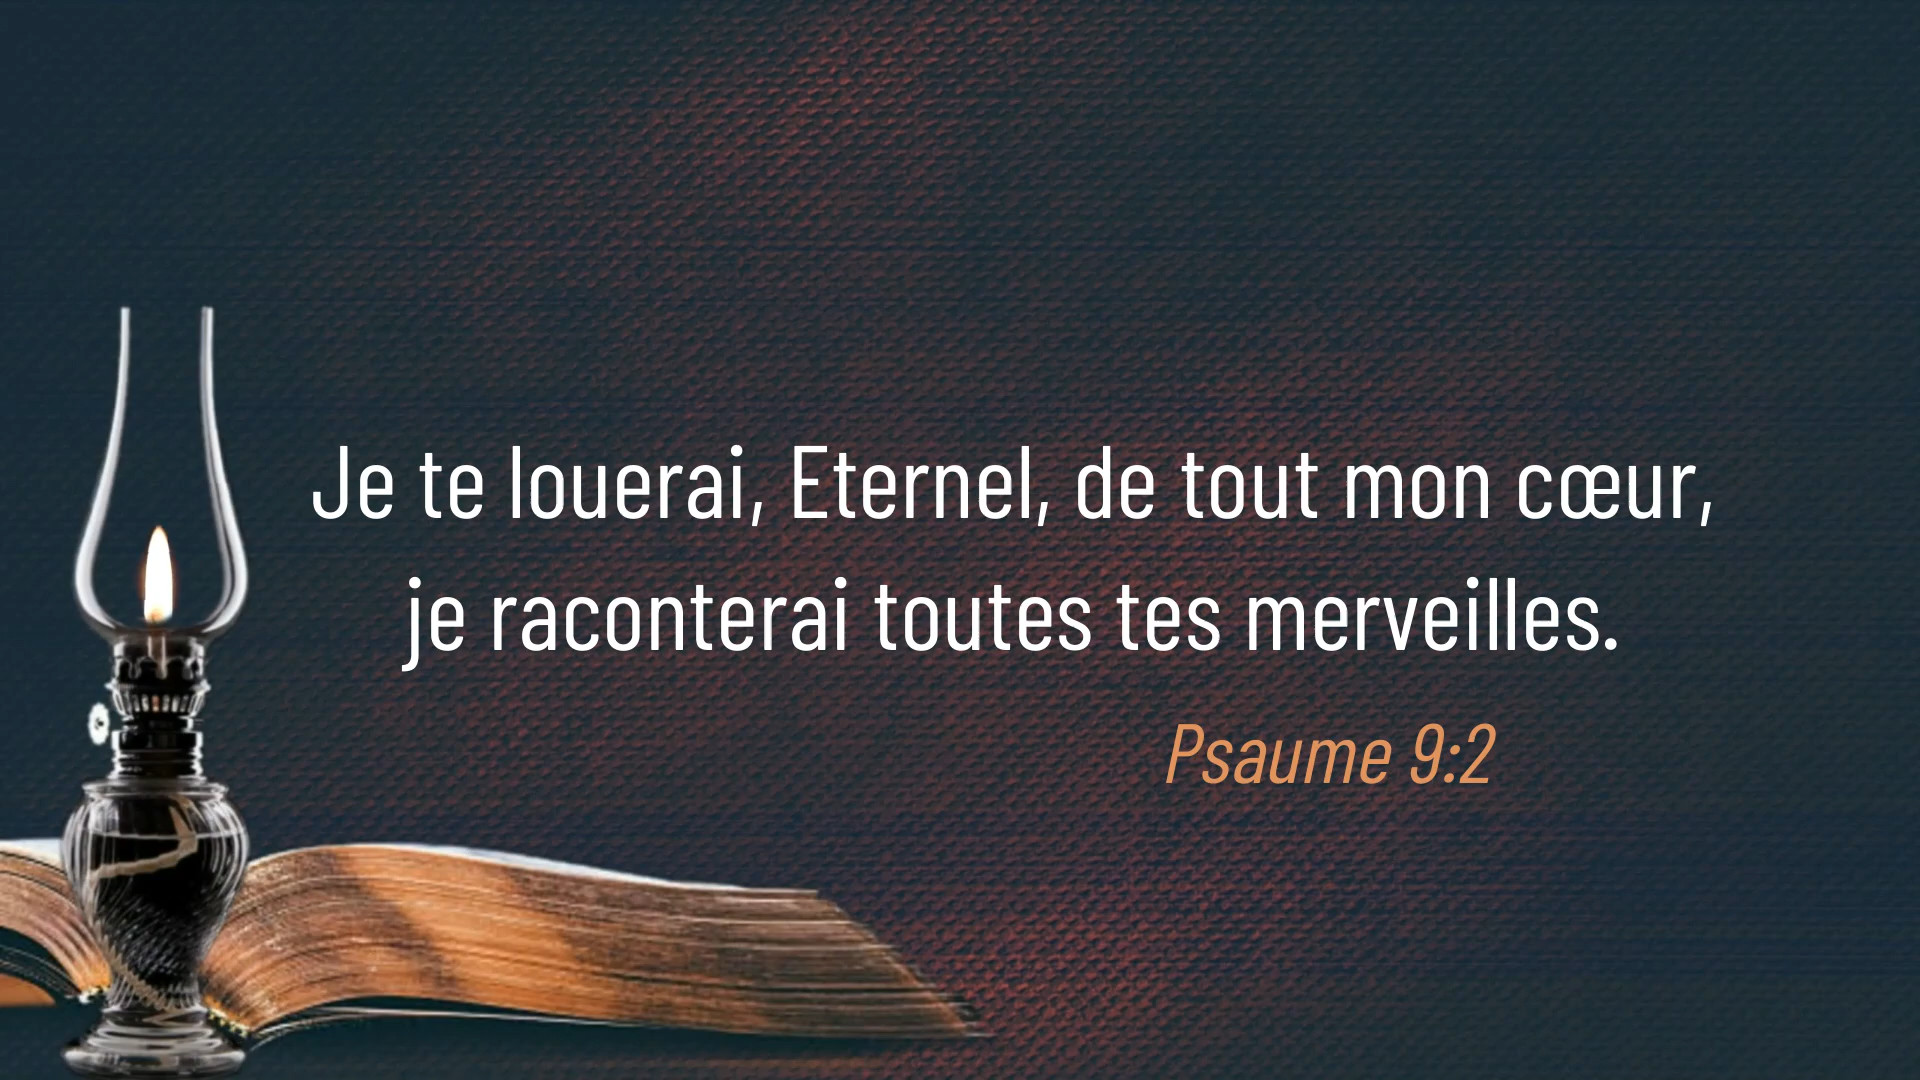 Je te louerai, Eternel, de tout mon cœur,
je raconterai toutes tes merveilles.
Psaume 9:2